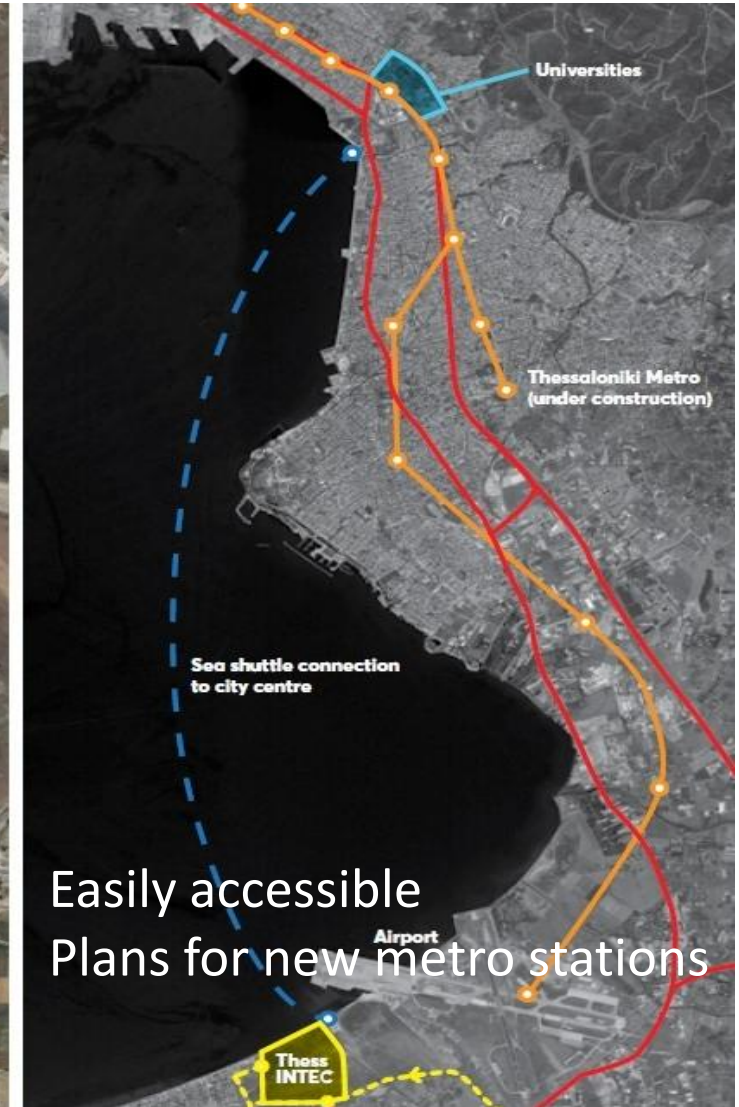 Universities
Thessaloniki Metro
(under construction)
Sea shuttle connection
to city centre
Easily accessible
Airport
Plans for new metro stations
Thess
INTEC